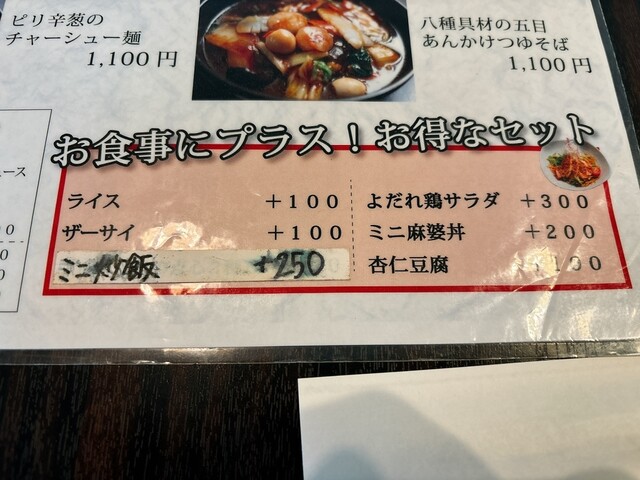 ピリ辛葱の
チャーシュー麺
1,100円
八種具材の五目
あんかけつゆそば
1,100円
お食事にプラス！お得なセット
ライス +100
ザーサイ +100
ミニ炒飯 +250
よだれ鶏サラダ +300
ミニ麻婆丼 +200
杏仁豆腐 +100
ース